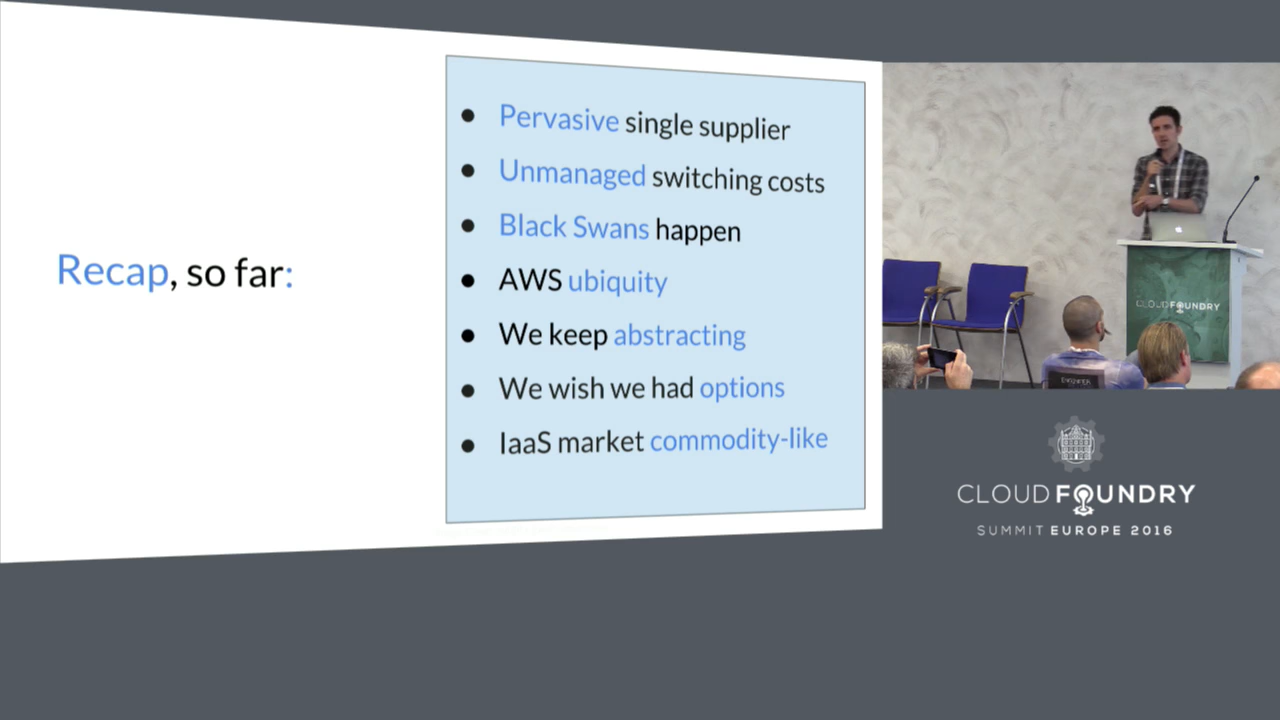 Recap, so far:
● Pervasive single supplier
● Unmanaged switching costs
● Black Swans happen
● AWS ubiquity
● We keep abstracting
● We wish we had options
● IaaS market commodity-like
CLOUD FOUNDRY
CLOUD FOUNDRY
SUMMIT EUROPE 2016